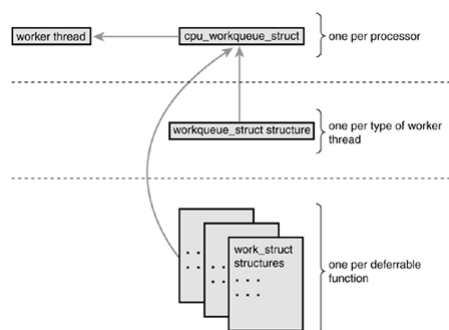 worker thread
cpu_workqueue_struct
one per processor
workqueue_struct structure
one per type of worker
thread
work_struct
structures
one per deferrable
function